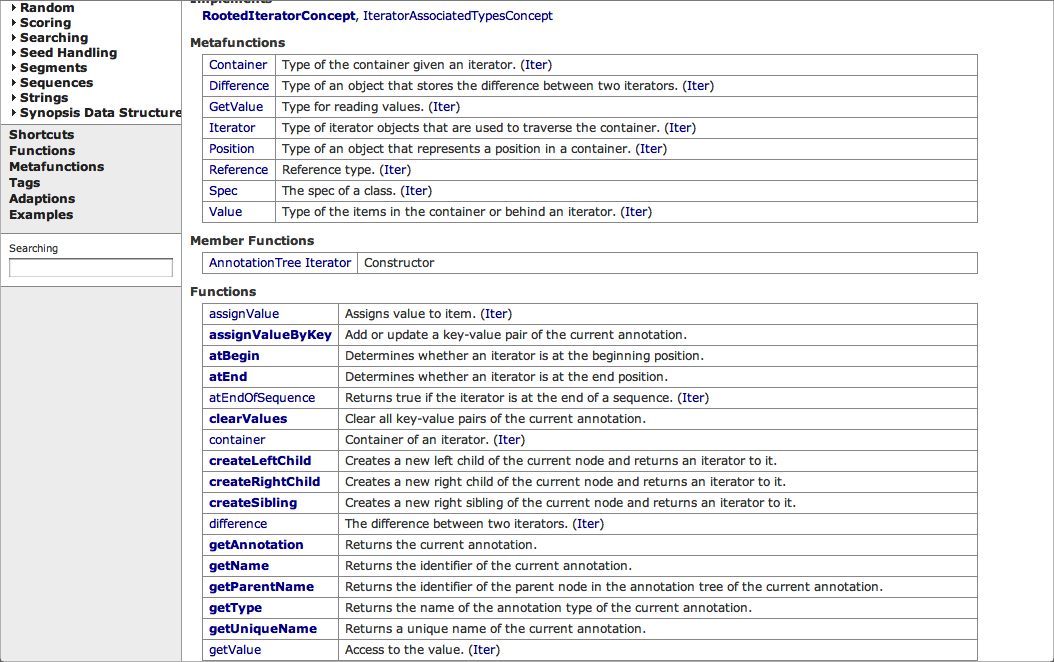 Random
Scoring
Searching
Seed Handling
Segments
Sequences
Strings
Synopsis Data Structure
Shortcuts
Functions
Metafunctions
Tags
Adaptions
Examples
Searching
Implements
RootedIteratorConcept, IteratorAssociatedTypesConcept
Metafunctions
Container Type of the container given an iterator. (Iter)
Difference Type of an object that stores the difference between two iterators. (Iter)
GetValue Type for reading values. (Iter)
Iterator Type of iterator objects that are used to traverse the container. (Iter)
Position Type of an object that represents a position in a container. (Iter)
Reference Reference type. (Iter)
Spec The spec of a class. (Iter)
Value Type of the items in the container or behind an iterator. (Iter)
Member Functions
AnnotationTree Iterator Constructor
Functions
assignValue Assigns value to item. (Iter)
assignValueByKey Add or update a key-value pair of the current annotation.
atBegin Determines whether an iterator is at the beginning position.
atEnd Determines whether an iterator is at the end position.
atEndOfSequence Returns true if the iterator is at the end of a sequence. (Iter)
clearValues Clear all key-value pairs of the current annotation.
container Container of an iterator. (Iter)
createLeftChild Creates a new left child of the current node and returns an iterator to it.
createRightChild Creates a new right child of the current node and returns an iterator to it.
createSibling Creates a new right sibling of the current node and returns an iterator to it.
difference The difference between two iterators. (Iter)
getAnnotation Returns the current annotation.
getName Returns the identifier of the current annotation.
getParentName Returns the identifier of the parent node in the annotation tree of the current annotation.
getType Returns the name of the annotation type of the current annotation.
getUniqueName Returns a unique name of the current annotation.
getValue Access to the value. (Iter)